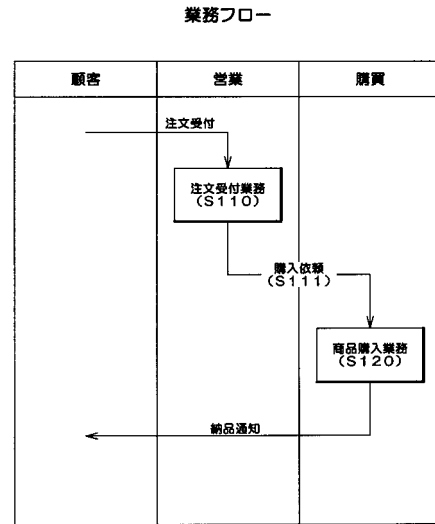 業務フロー
顧客
営業
購買
注文受付
注文受付業務
(S110)
購入依頼
(S111)
商品購入業務
(S120)
納品通知